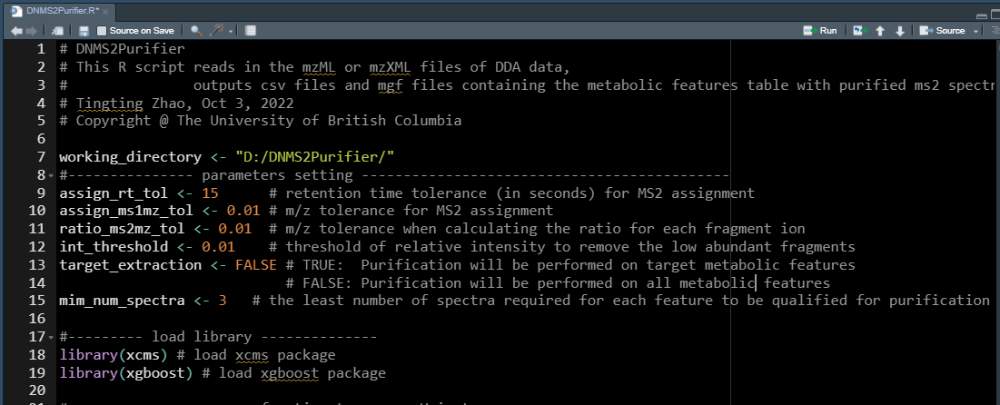 DNMS2Purifier.R*
Source on Save Run Source
1 # DNMS2Purifier
2 # This R script reads in the mzML or mzXML files of DDA data,
3 # outputs csv files and mgf files containing the metabolic features table with purified ms2 spectr
4 # Tingting Zhao, Oct 3, 2022
5 # Copyright @ The University of British Columbia
6
7 working_directory <- "D:/DNMS2Purifier/"
8 #--------------- parameters setting --------------------------------------------
9 assign_rt_tol <- 15 # retention time tolerance (in seconds) for MS2 assignment
10 assign_ms1mz_tol <- 0.01 # m/z tolerance for MS2 assignment
11 ratio_ms2mz_tol <- 0.01 # m/z tolerance when calculating the ratio for each fragment ion
12 int_threshold <- 0.01 # threshold of relative intensity to remove the low abundant fragments
13 target_extraction <- FALSE # TRUE: Purification will be performed on target metabolic features
14 # FALSE: Purification will be performed on all metabolic features
15 mim_num_spectra <- 3 # the least number of spectra required for each feature to be qualified for purification
16
17 #--------- load library --------------
18 library(xcms) # load xcms package
19 library(xgboost) # load xgboost package
20